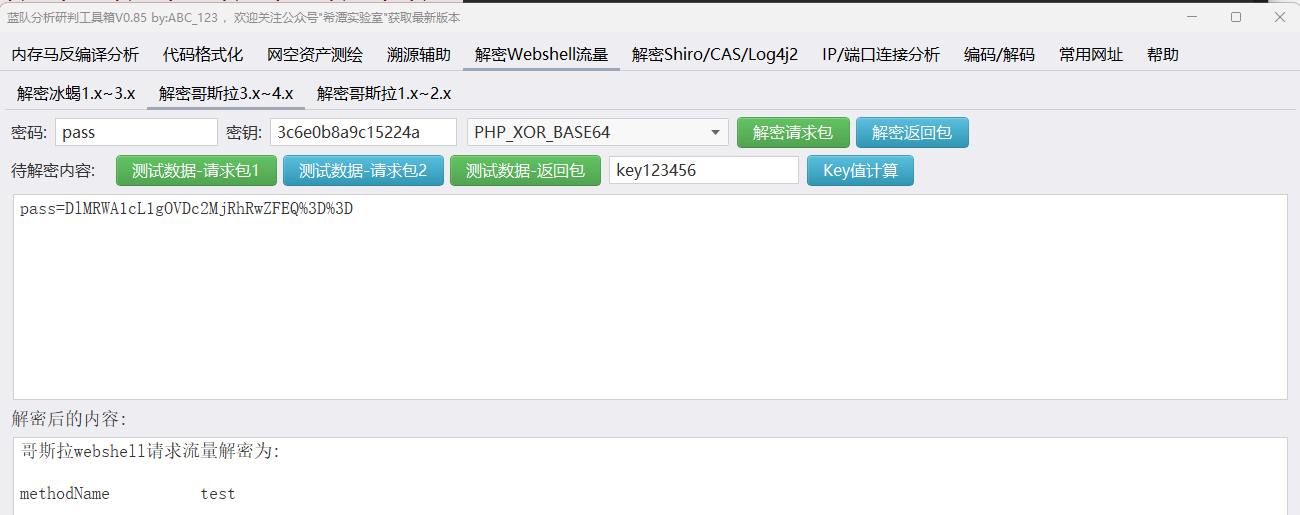 蓝队分析研判工具箱V0.85 by:ABC_123 ，欢迎关注公众号"希潭实验室"获取最新版本
内存马反编译分析 代码格式化 网空资产测绘 溯源辅助 解密Webshell流量 解密Shiro/CAS/Log4j2 IP/端口连接分析 编码/解码 常用网址 帮助
解密冰蝎1.x~3.x 解密哥斯拉3.x~4.x 解密哥斯拉1.x~2.x
密码: pass 密钥: 3c6e0b8a9c15224a PHP_XOR_BASE64 解密请求包 解密返回包
待解密内容: 测试数据-请求包1 测试数据-请求包2 测试数据-返回包 key123456 Key值计算
pass=DlMRWA1cL1gOVDc2MjRhRwZFEQ%3D%3D
解密后的内容:
哥斯拉webshell请求流量解密为:
methodName test